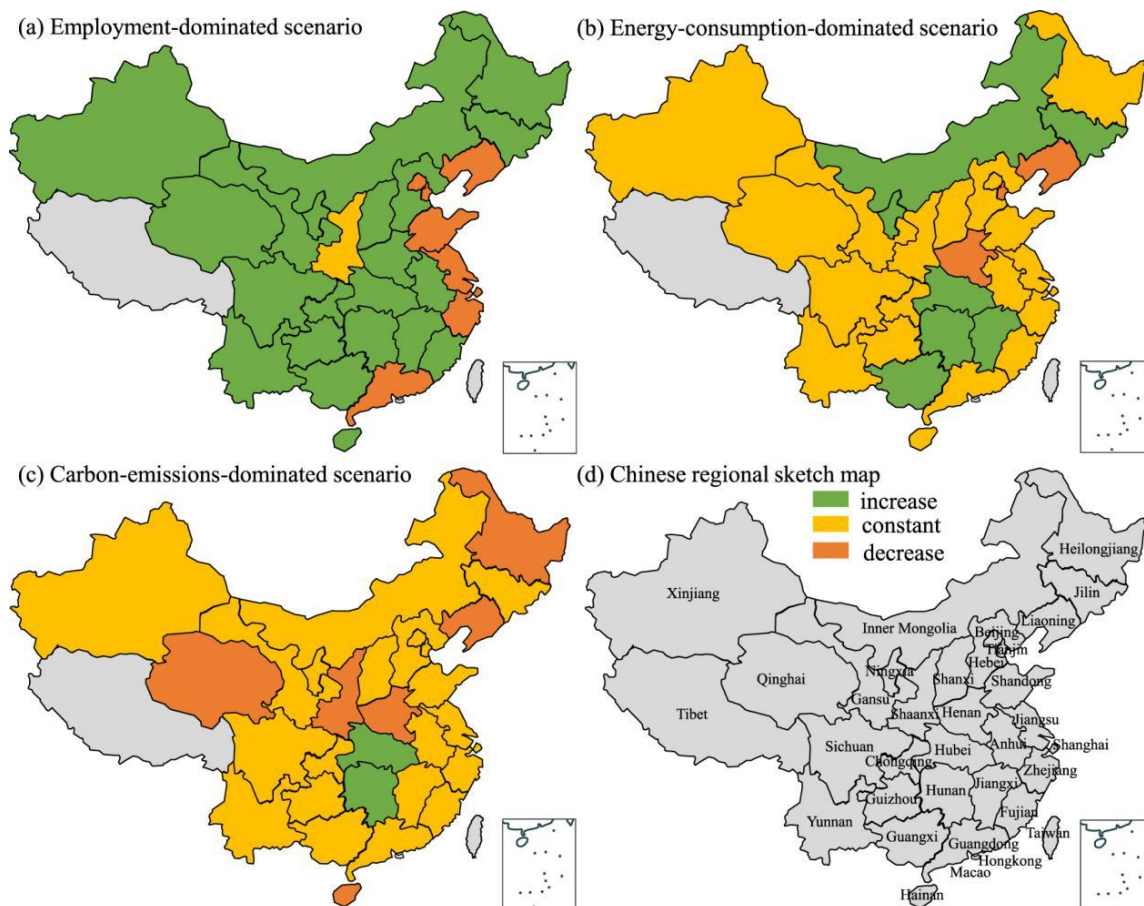 (a) Employment-dominated scenario
(b) Energy-consumption-dominated scenario
(c) Carbon-emissions-dominated scenario
(d) Chinese regional sketch map
increase
constant
decrease
Heilongjiang
Jilin
Xinjiang
Liaoning
Inner Mongolia
Beijing
Tianjin
Hebei
Ningxia
Shanxi
Qinghai
Shandong
Gansu
Shaanxi
Henan
Tibet
Jiangsu
Sichuan
Hubei
Anhui
Shanghai
Chongqing
Zhejiang
Hunan
Jiangxi
Guizhou
Fujian
Yunnan
Taiwan
Guangxi
Guangdong
Hongkong
Macao
Hainan